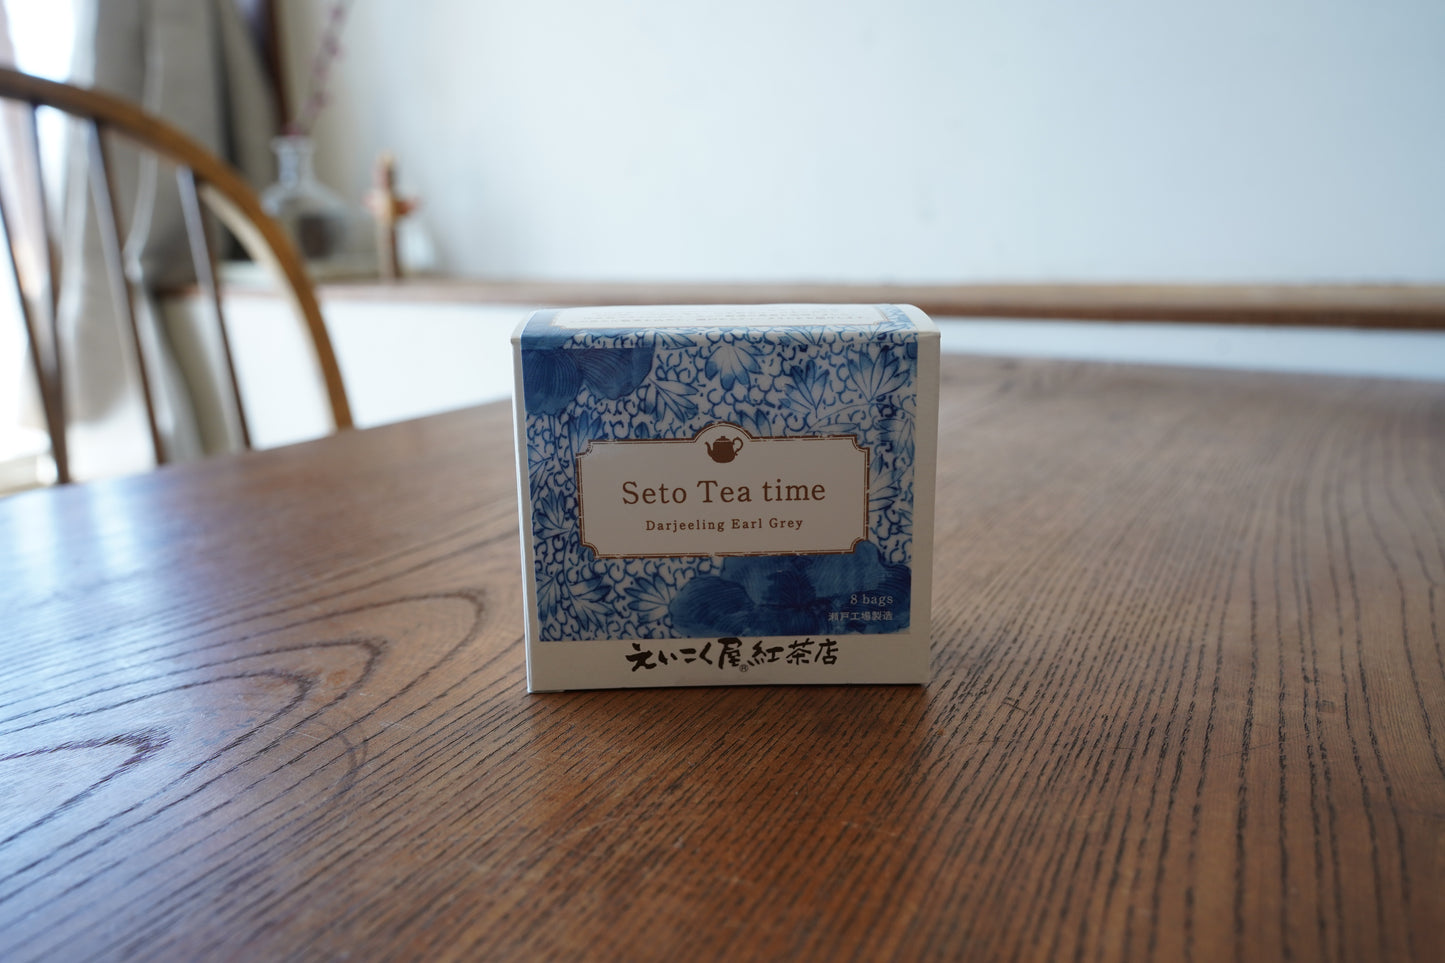 Seto Tea time
Darjeeling Earl Grey
8 bags
瀬戸工場製造
えいこく屋®紅茶店